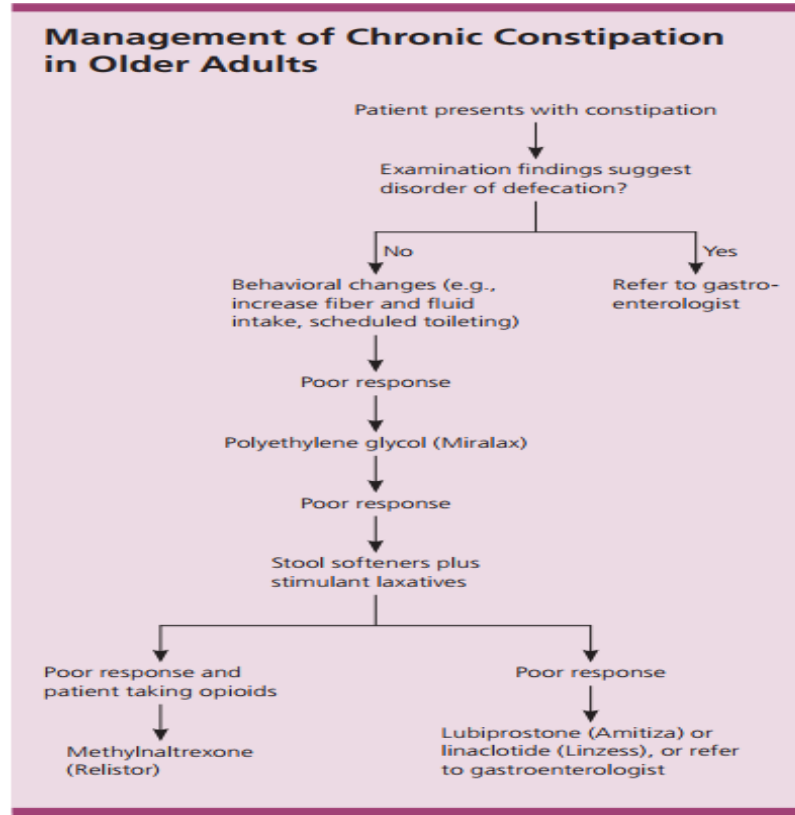 Management of Chronic Constipation
in Older Adults
Patient presents with constipation
Examination findings suggest
disorder of defecation?
No
Yes
Behavioral changes (e.g.,
increase fiber and fluid
intake, scheduled toileting)
Refer to gastro-
enterologist
Poor response
Polyethylene glycol (Miralax)
Poor response
Stool softeners plus
stimulant laxatives
Poor response and
patient taking opioids
Poor response
Methylnaltrexone
(Relistor)
Lubiprostone (Amitiza) or
linaclotide (Linzess), or refer
to gastroenterologist